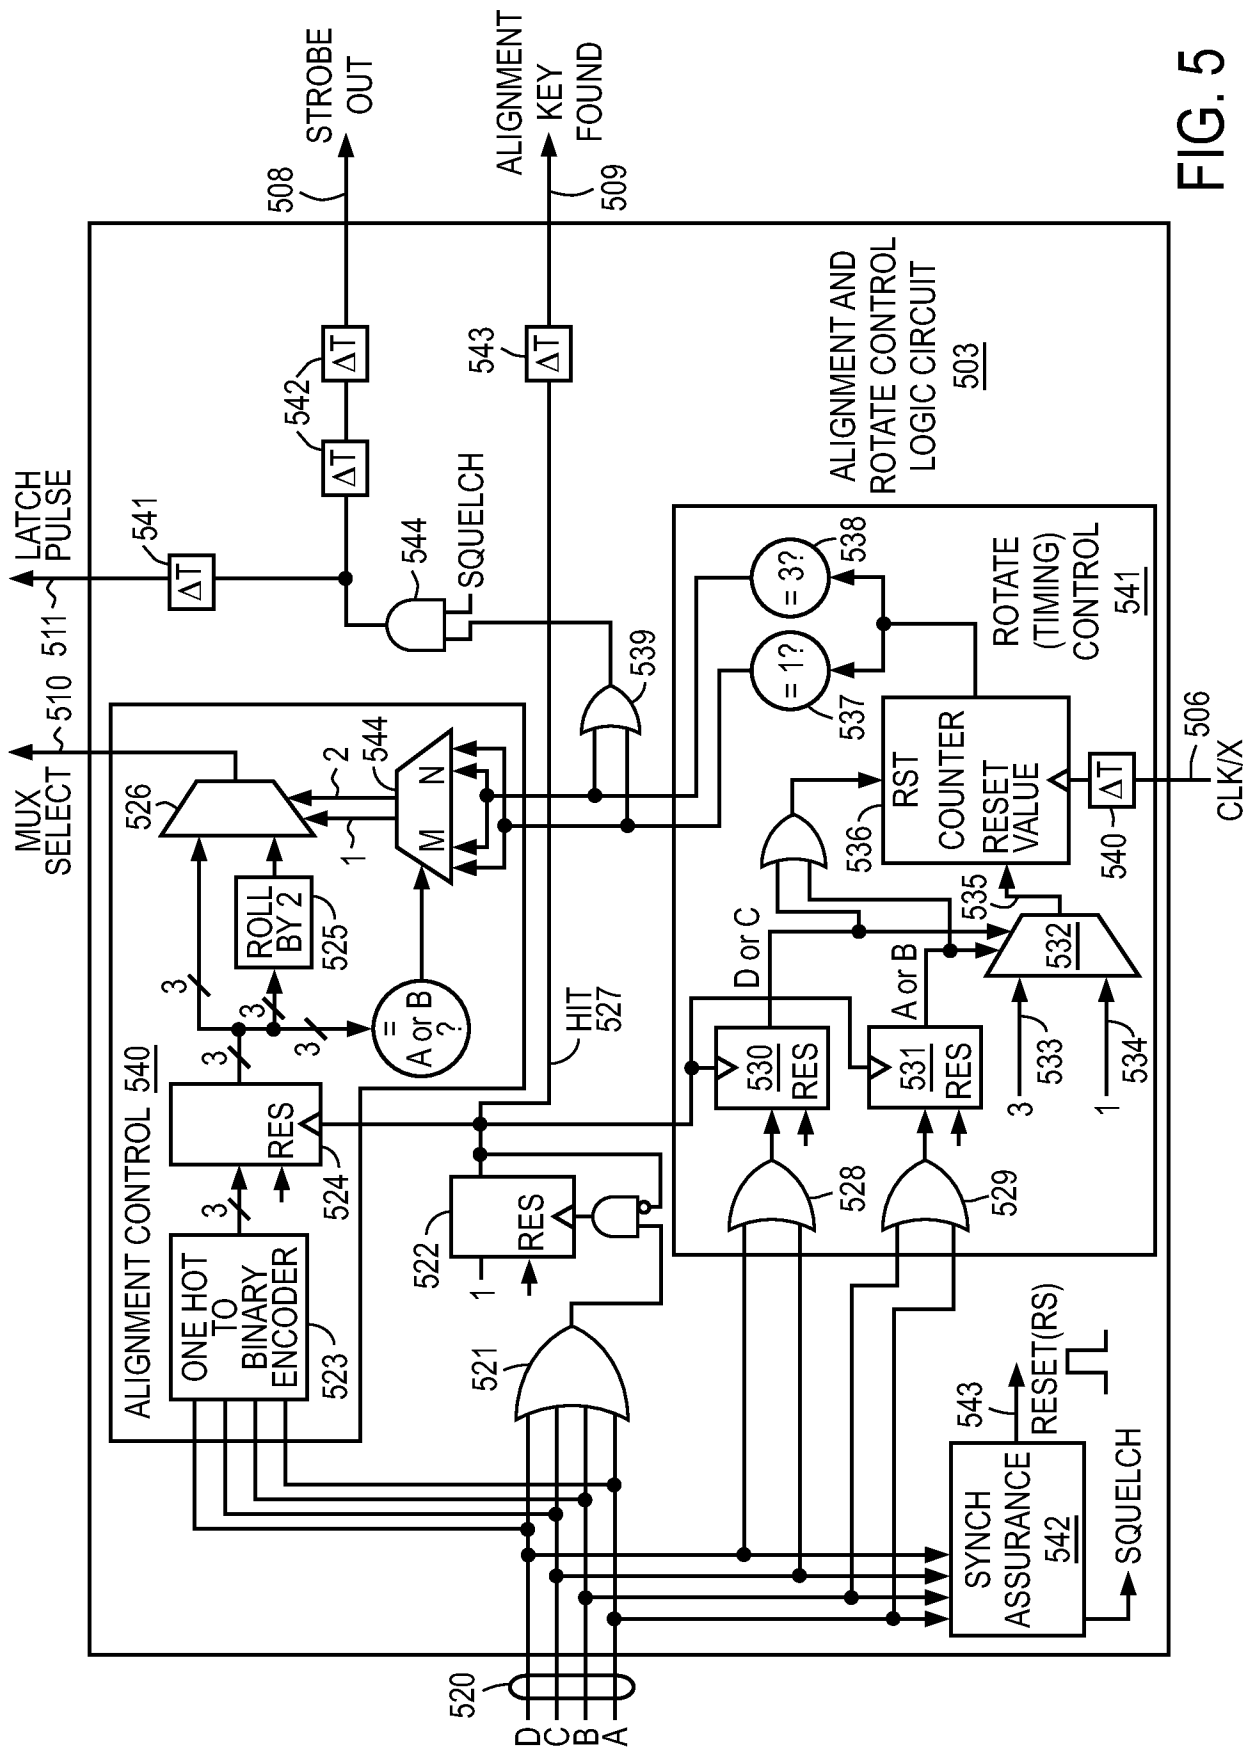 FIG. 5
MUX
SELECT
510
LATCH
PULSE
511
541
ΔT
STROBE
OUT
508
542
ΔT
ΔT
ALIGNMENT
KEY
FOUND
509
543
ΔT
544
SQUELCH
ALIGNMENT AND
ROTATE CONTROL
LOGIC CIRCUIT
503
ALIGNMENT CONTROL 540
ONE HOT
TO
BINARY
ENCODER
523
3
RES
524
3
3
3
3
ROLL
BY 2
525
526
1
2
544
M N
=
A or B
?
HIT
527
539
D
C
B
A
520
521
522
1
RES
528
529
530
RES
531
RES
D or C
A or B
3
533
1
534
532
535
536
RST
COUNTER
RESET
VALUE
ΔT
540
506
CLK/X
= 1?
537
= 3?
538
ROTATE
(TIMING)
CONTROL
541
SYNCH
ASSURANCE
542
543
RESET(RS)
SQUELCH